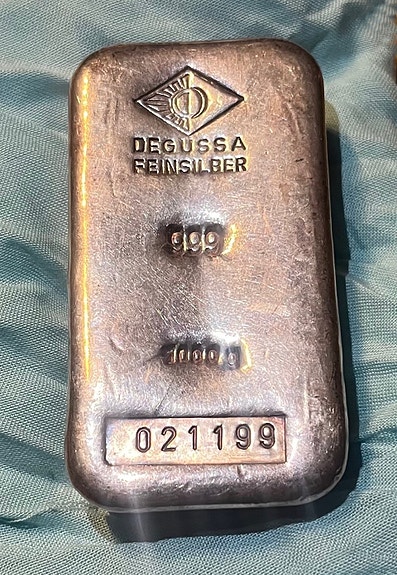 DEGUSSA
FEINSILBER
999
1000 g
021199